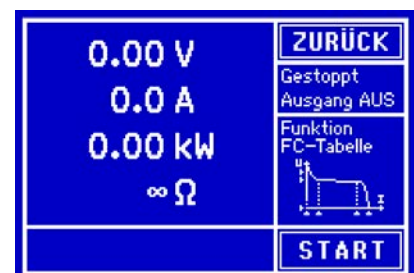 0.00 V
0.0 A
0.00 kW
∞ Ω
ZURÜCK
Gestoppt
Ausgang AUS
Funktion
FC-Tabelle
U
START